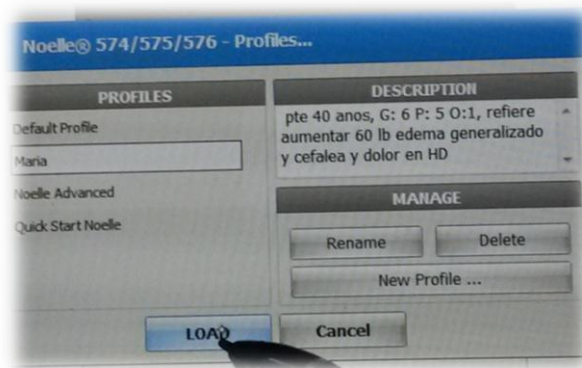 Noelle® 574/575/576 - Profiles...
PROFILES
Default Profile
Maria
Noelle Advanced
Quick Start Noelle
DESCRIPTION
pte 40 anos, G: 6 P: 5 O:1, refiere
aumentar 60 lb edema generalizado
y cefalea y dolor en HD
MANAGE
Rename
Delete
New Profile ...
LOAD
Cancel